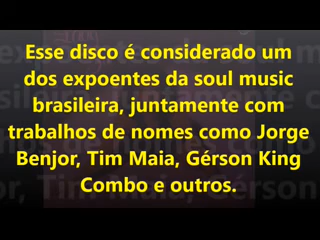 Esse disco é considerado um
dos expoentes da soul music
brasileira, juntamente com
trabalhos de nomes como Jorge
Benjor, Tim Maia, Gérson King
Combo e outros.